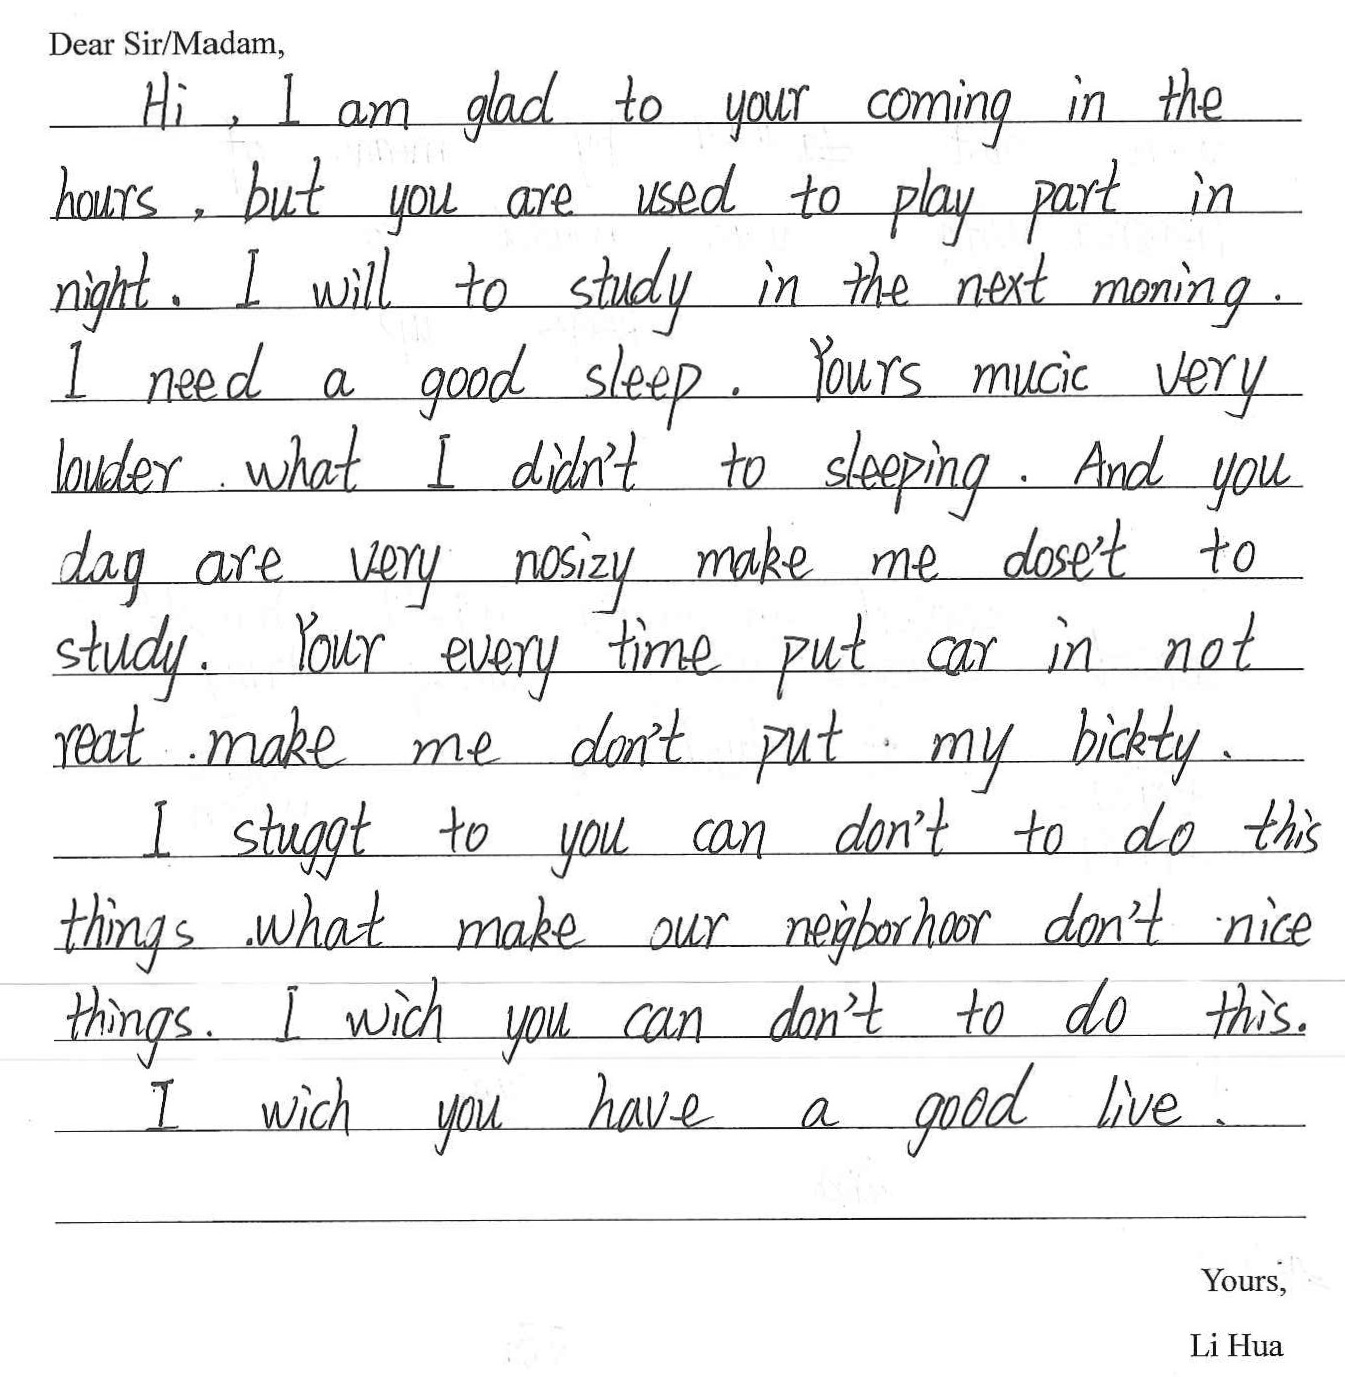 Dear Sir/Madam,
Hi, I am glad to your coming in the
hours, but you are used to play part in
night. I will to study in the next moning.
I need a good sleep. Yours mucic very
louder. what I didn't to sleeping. And you
dag are very nosizy make me dose't to
study. Your every time put car in not
reat. make me don't put. my bickty.
I stuggt to you can don't to do this
things. what make our neigborhoor don't nice
things. I wich you can don't to do this.
I wich you have a good live.
Yours,
Li Hua